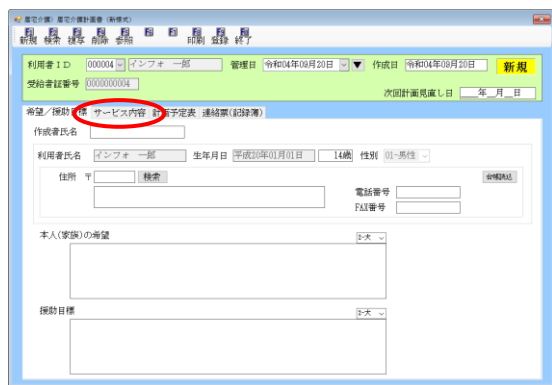 居宅介護) 居宅介護計画書 (新様式)
新規 検索 複写 削除 参照 印刷 登録 終了
利用者ID 000004 インフォ 一郎 管理日 令和04年09月20日 作成日 令和04年09月20日 新規
受給者証番号 0000000004
次回計画見直し日 __年__月__日
希望/援助目標 サービス内容 計画予定表 連絡票(記録簿)
作成者氏名
利用者氏名 インフォ 一郎 生年月日 平成20年01月01日 14歳 性別 01-男性
住所 〒 検索
電話番号
FAX番号
本人(家族)の希望 2-大
援助目標 2-大